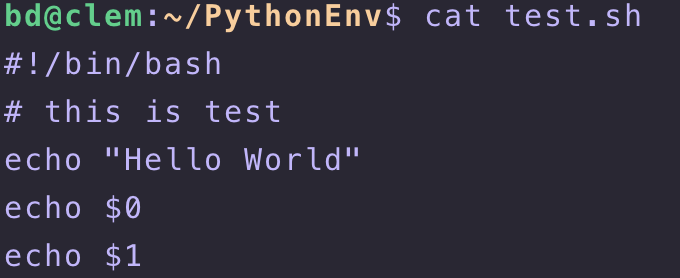 bd@clem:~/PythonEnv$ cat test.sh
#!/bin/bash
# this is test
echo "Hello World"
echo $0
echo $1